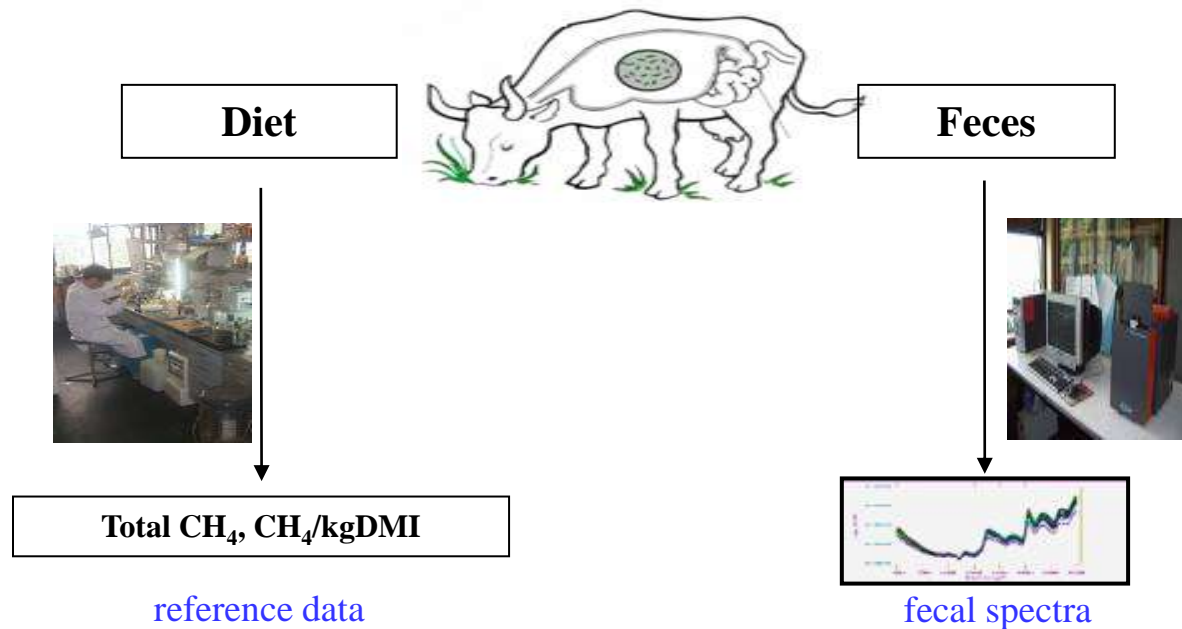 Diet
Feces
Total CH₄, CH₄/kgDMI
reference data
fecal spectra